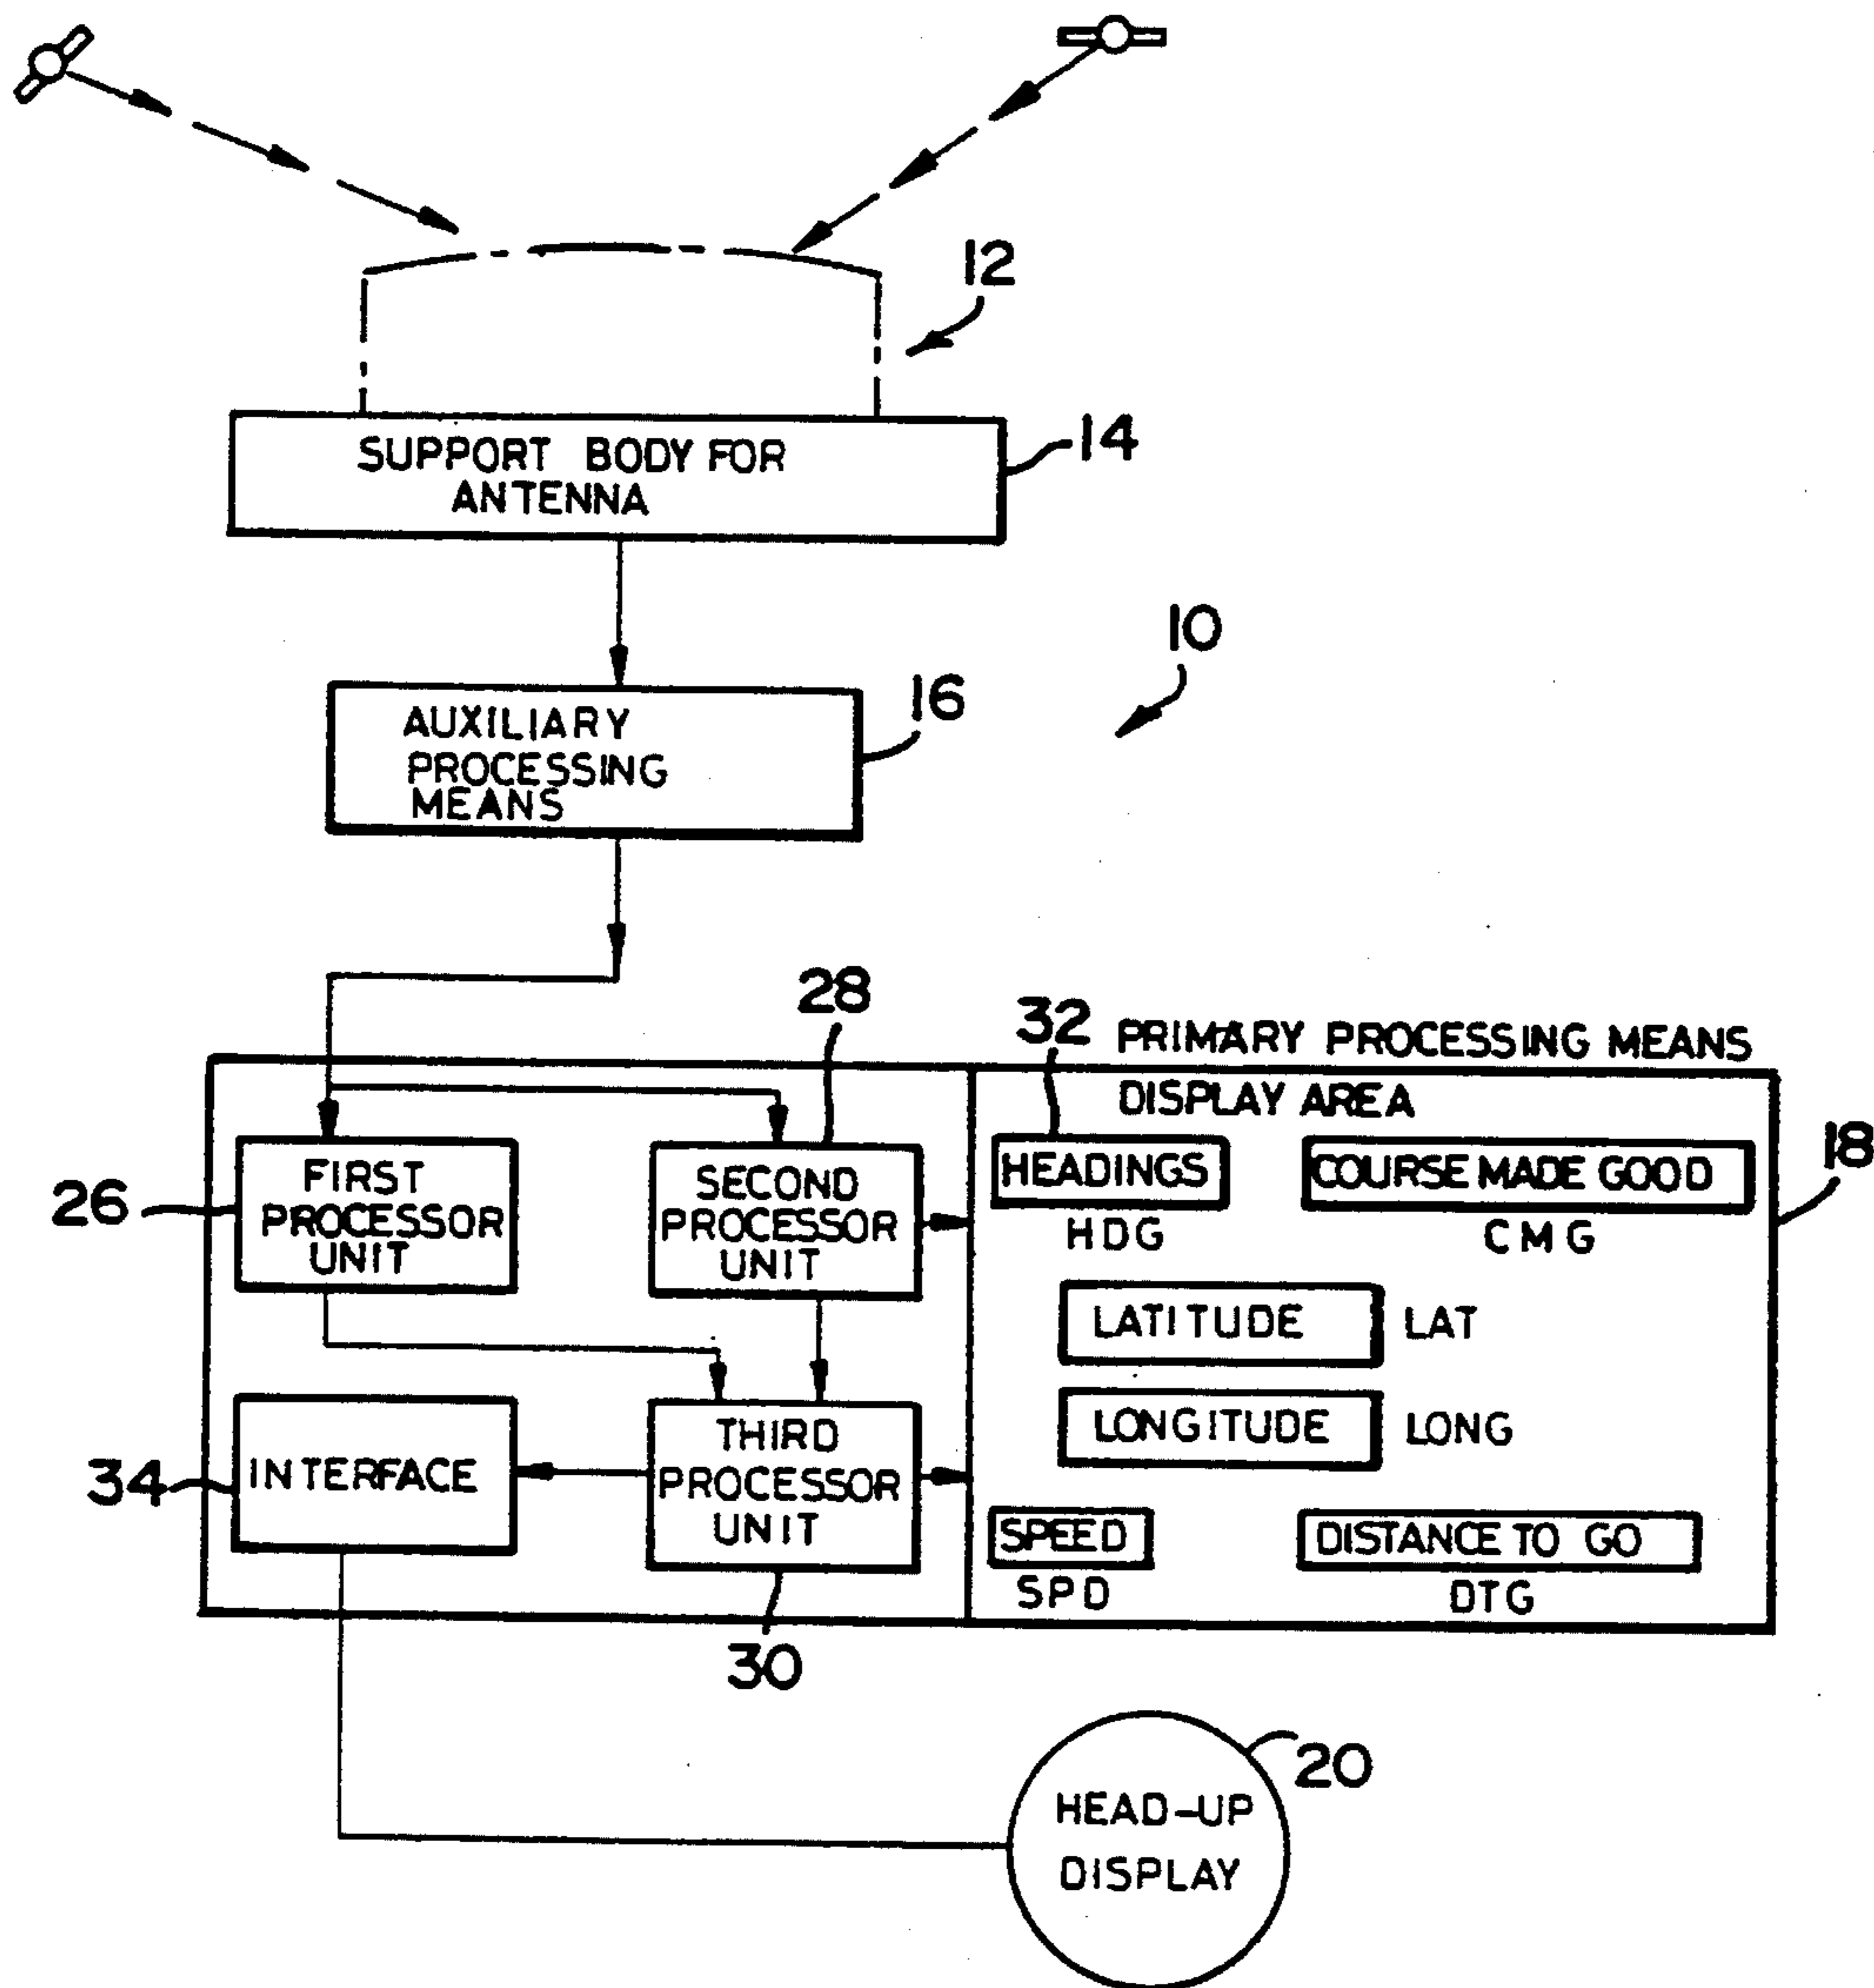 12
SUPPORT BODY FOR
ANTENNA
14
10
AUXILIARY
PROCESSING
MEANS
16
28
32
PRIMARY PROCESSING MEANS
DISPLAY AREA
18
26
FIRST
PROCESSOR
UNIT
SECOND
PROCESSOR
UNIT
HEADINGS
HDG
COURSE MADE GOOD
CMG
LATITUDE
LAT
LONGITUDE
LONG
34
INTERFACE
THIRD
PROCESSOR
UNIT
SPEED
SPD
DISTANCE TO GO
DTG
30
20
HEAD-UP
DISPLAY